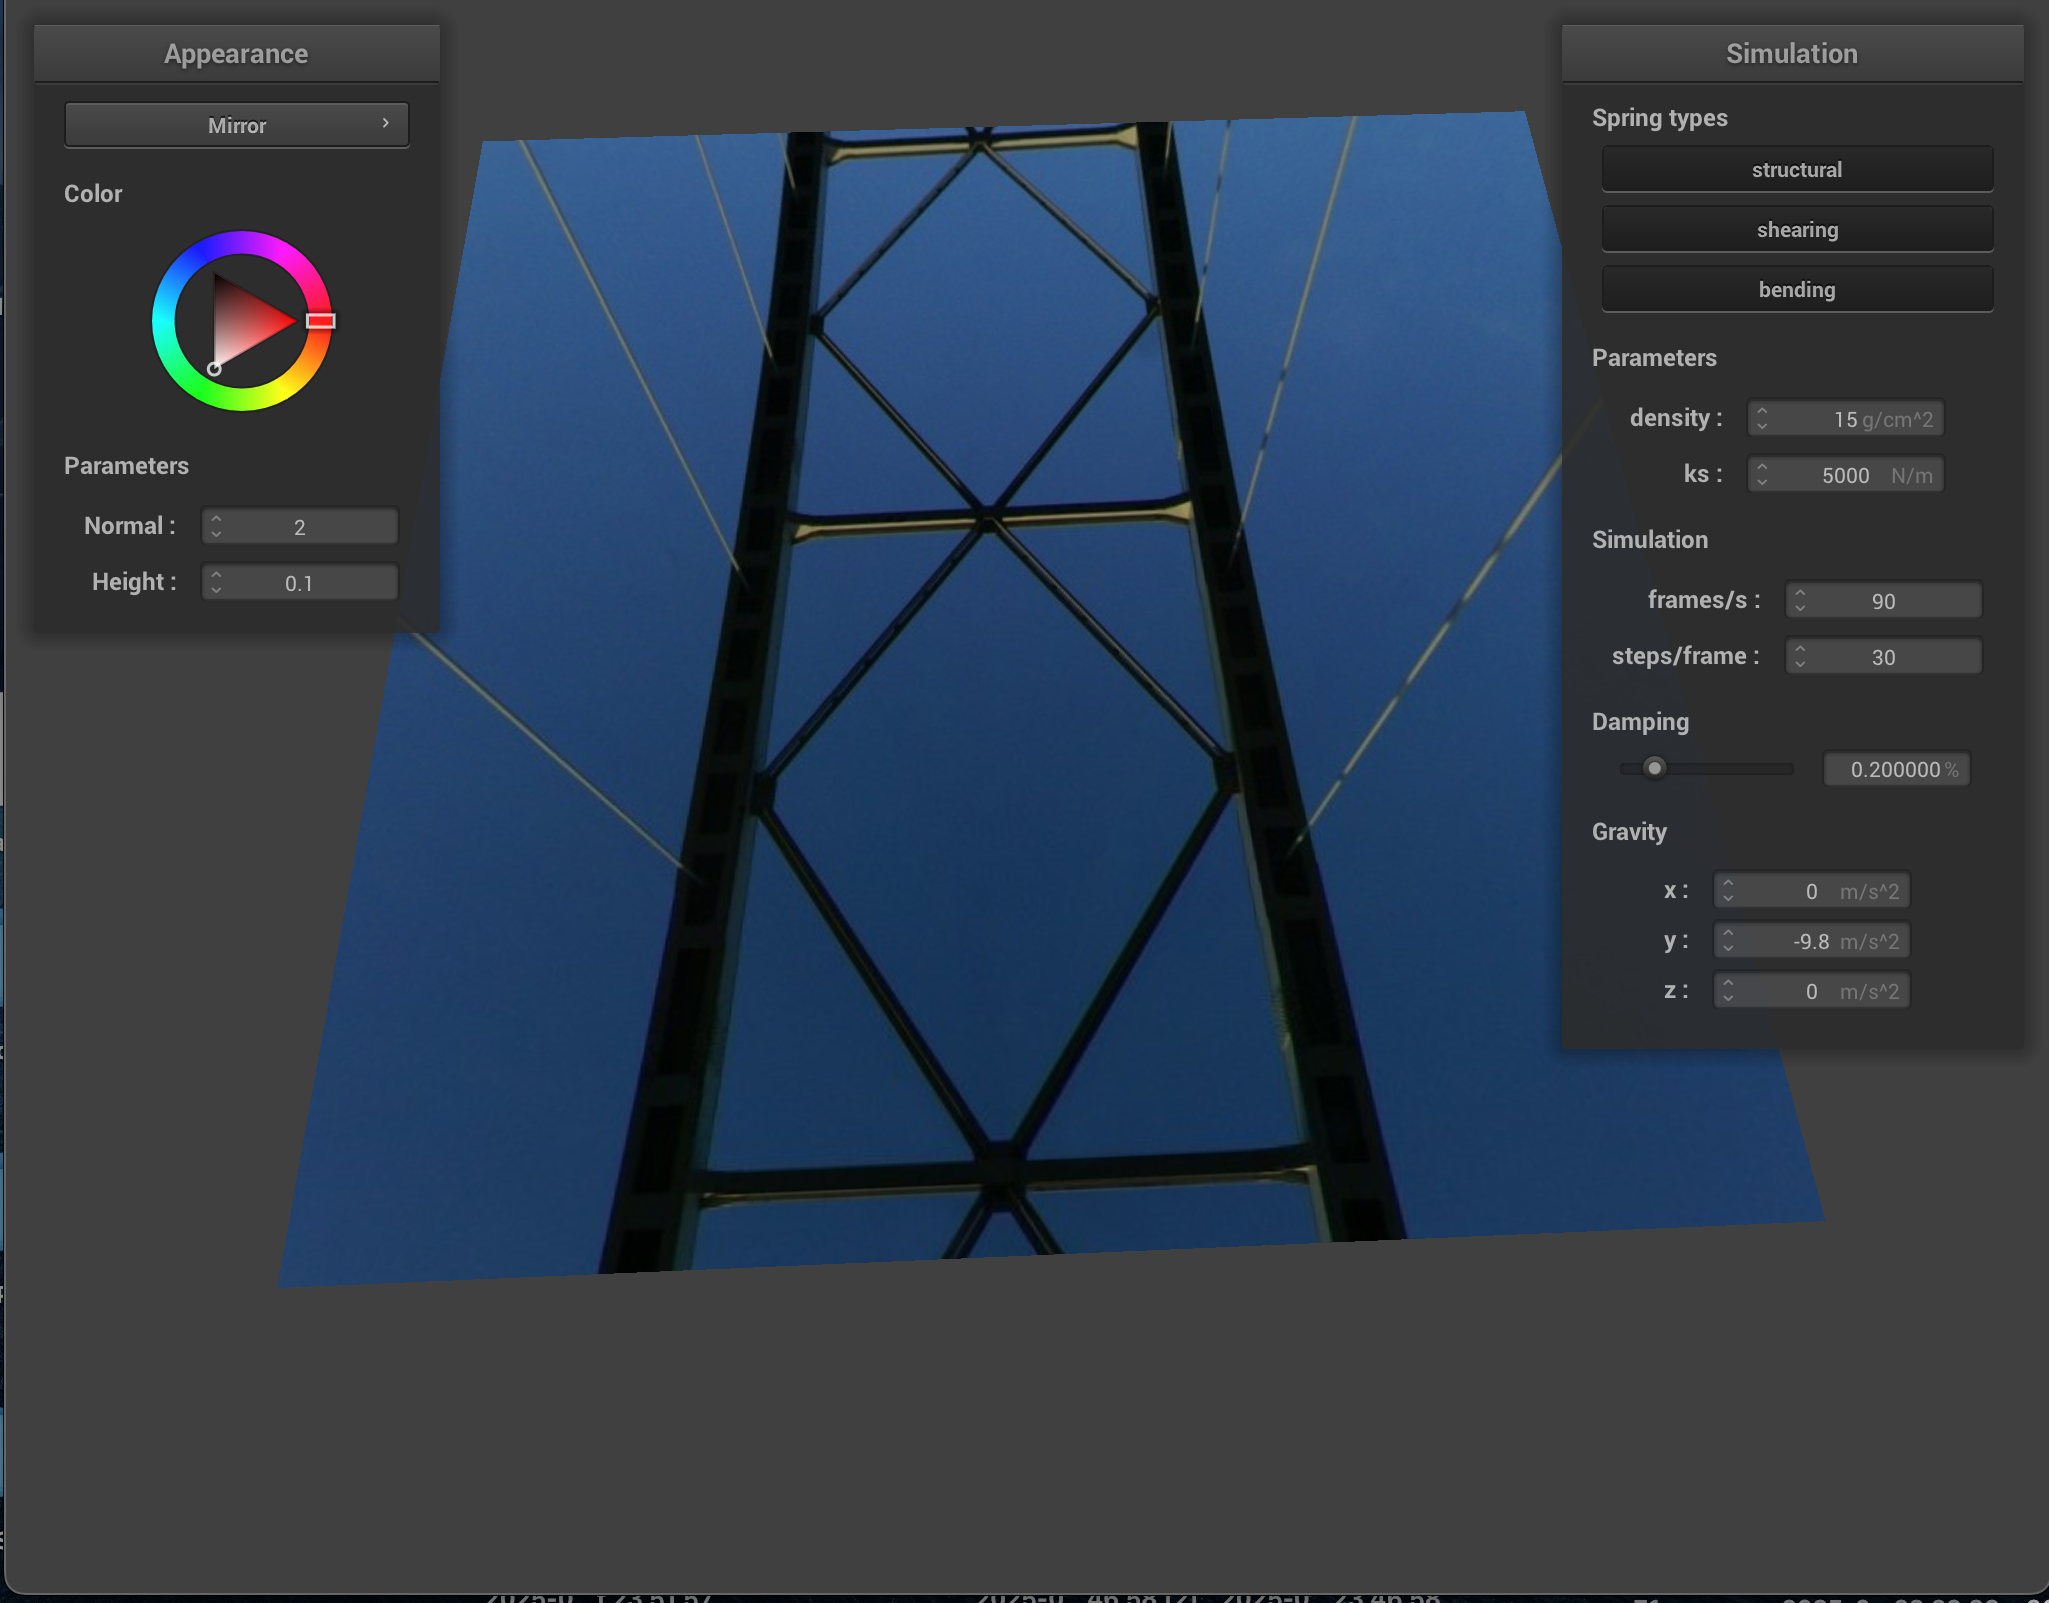 Appearance
Mirror
Color
Parameters
Normal : 2
Height : 0.1
Simulation
Spring types
structural
shearing
bending
Parameters
density : 15 g/cm^2
ks : 5000 N/m
Simulation
frames/s : 90
steps/frame : 30
Damping
0.200000 %
Gravity
x : 0 m/s^2
y : -9.8 m/s^2
z : 0 m/s^2